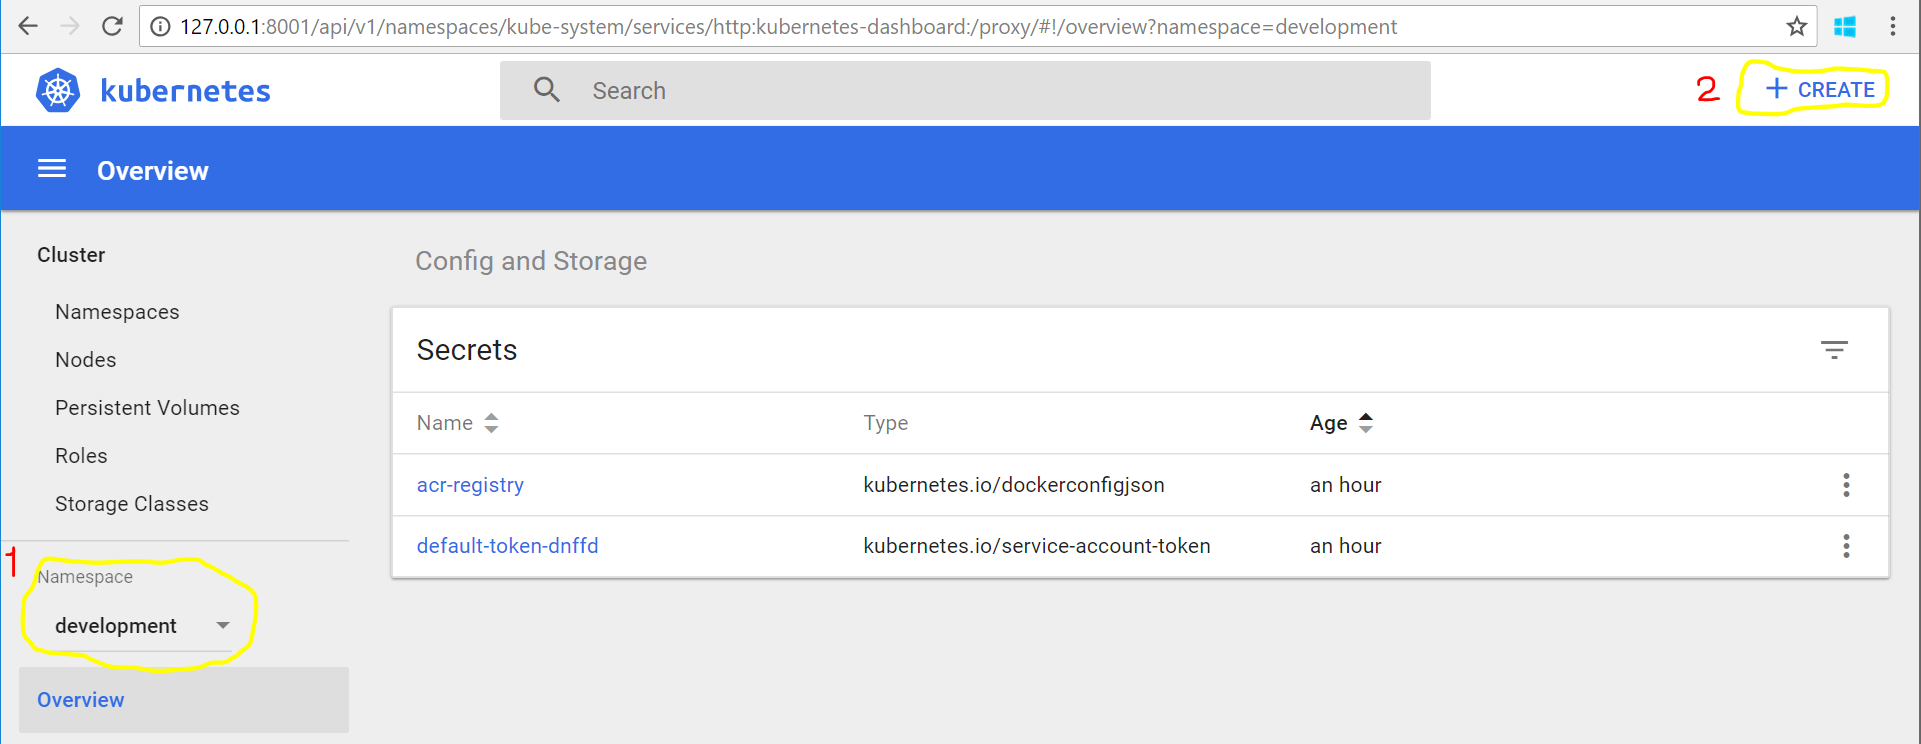 127.0.0.1:8001/api/v1/namespaces/kube-system/services/http:kubernetes-dashboard:/proxy/#!/overview?namespace=development
kubernetes
Search
2
CREATE
Overview
Cluster
Namespaces
Nodes
Persistent Volumes
Roles
Storage Classes
1
Namespace
development
Overview
Config and Storage
Secrets
Name Type Age
acr-registry kubernetes.io/dockerconfigjson an hour
default-token-dnffd kubernetes.io/service-account-token an hour